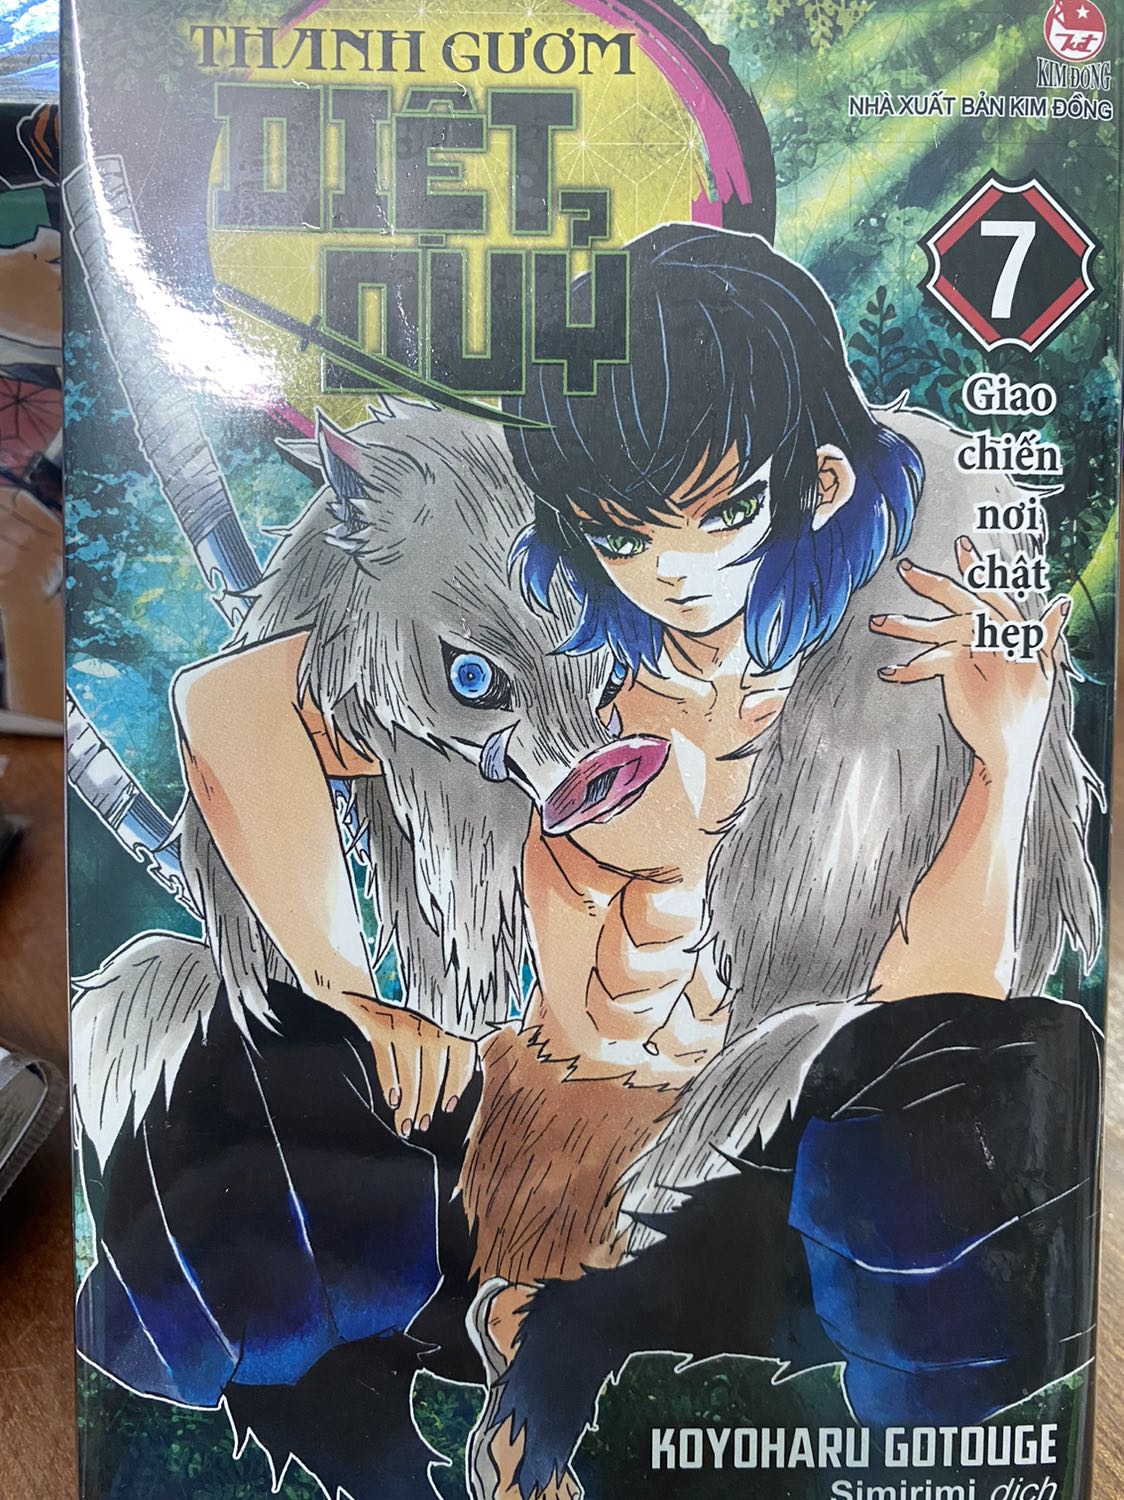 THANH GƯƠM
DIỆT
QUỶ
Kđ
KIM ĐỒNG
NHÀ XUẤT BẢN KIM ĐỒNG
7
Giao
chiến
nơi
chật
hẹp
KOYOHARU GOTOUGE
Simirimi dịch